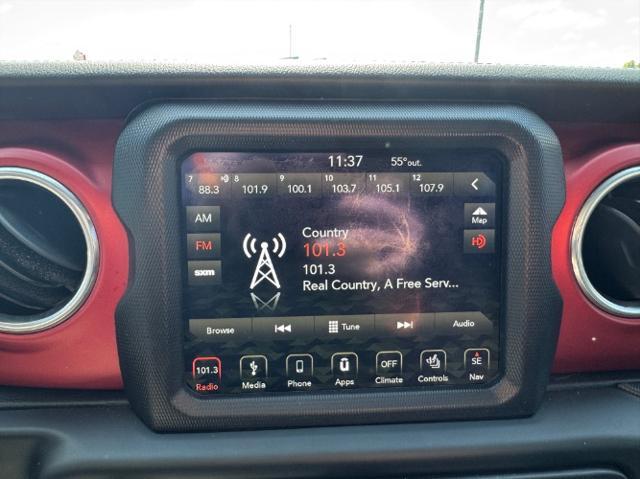 11:37 55° out.
7 8 9 10 11 12
88.3 101.9 100.1 103.7 105.1 107.9
AM
Map
FM
HD
sxm
Country
101.3
101.3
Real Country, A Free Serv...
Browse Tune Audio
101.3 OFF SE
Radio Media Phone Apps Climate Controls Nav